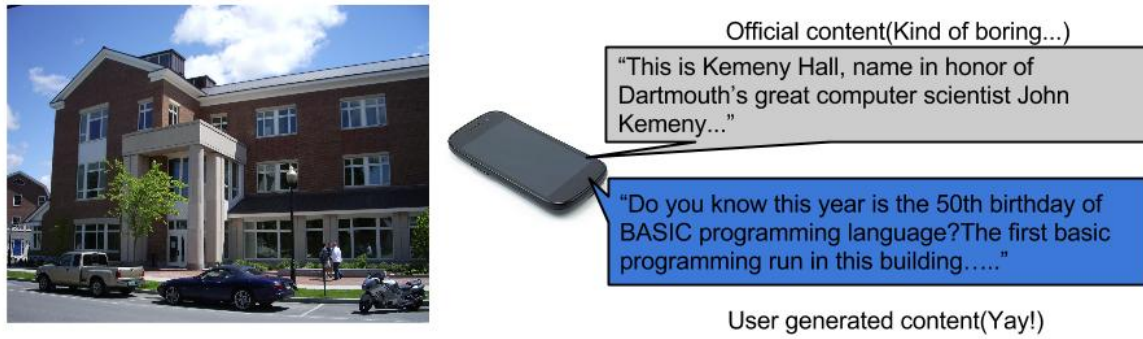 Official content(Kind of boring...)
“This is Kemeny Hall, name in honor of
Dartmouth’s great computer scientist John
Kemeny...”
“Do you know this year is the 50th birthday of
BASIC programming language?The first basic
programming run in this building…..”
User generated content(Yay!)